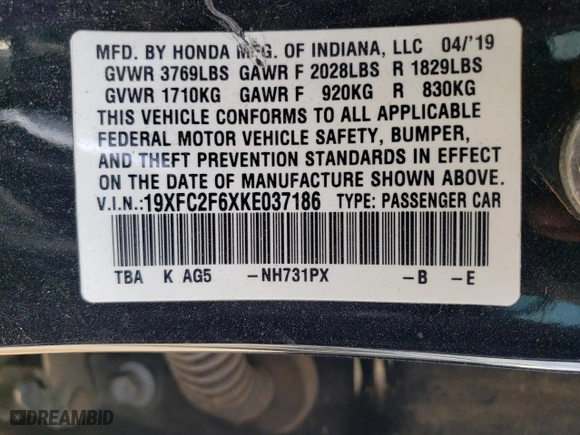 MFD. BY HONDA MFG. OF INDIANA, LLC 04/'19
GVWR 3769LBS GAWR F 2028LBS R 1829LBS
GVWR 1710KG GAWR F 920KG R 830KG
THIS VEHICLE CONFORMS TO ALL APPLICABLE
FEDERAL MOTOR VEHICLE SAFETY, BUMPER,
AND THEFT PREVENTION STANDARDS IN EFFECT
ON THE DATE OF MANUFACTURE SHOWN ABOVE.
V.I.N.: 19XFC2F6XKE037186 TYPE: PASSENGER CAR
TBA K AG5 –NH731PX –B –E
DREAMBID